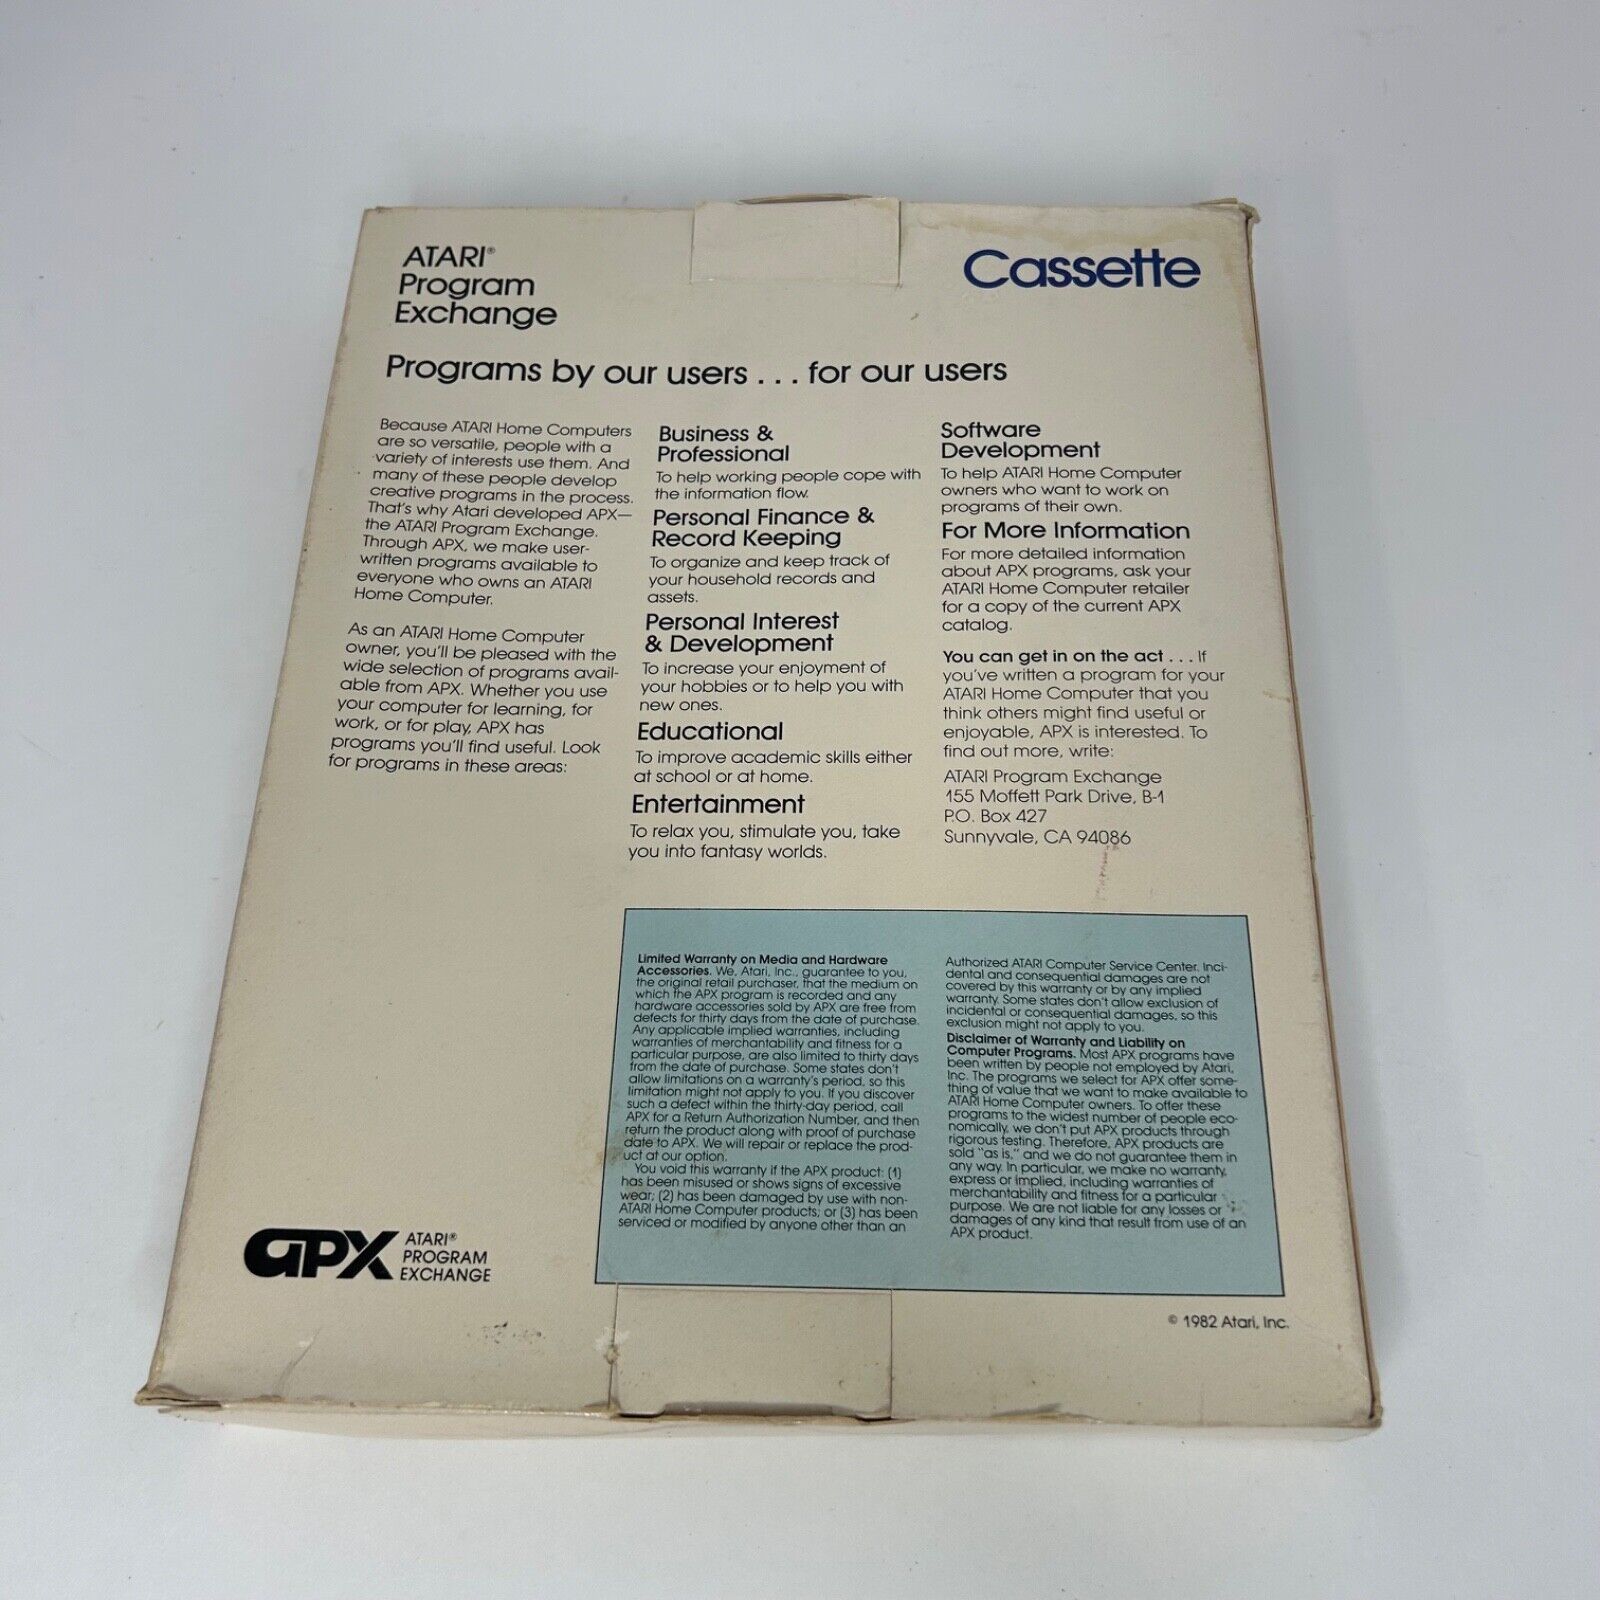 ATARI®
Program
Exchange
Cassette
Programs by our users . . . for our users
Because ATARI Home Computers
are so versatile, people with a
variety of interests use them. And
many of these people develop
creative programs in the process.
That's why Atari developed APX—
the ATARI Program Exchange.
Through APX, we make user-
written programs available to
everyone who owns an ATARI
Home Computer.
As an ATARI Home Computer
owner, you'll be pleased with the
wide selection of programs avail-
able from APX. Whether you use
your computer for learning, for
work, or for play, APX has
programs you'll find useful. Look
for programs in these areas:
Business &
Professional
To help working people cope with
the information flow.
Personal Finance &
Record Keeping
To organize and keep track of
your household records and
assets.
Personal Interest
& Development
To increase your enjoyment of
your hobbies or to help you with
new ones.
Educational
To improve academic skills either
at school or at home.
Entertainment
To relax you, stimulate you, take
you into fantasy worlds.
Software
Development
To help ATARI Home Computer
owners who want to work on
programs of their own.
For More Information
For more detailed information
about APX programs, ask your
ATARI Home Computer retailer
for a copy of the current APX
catalog.
You can get in on the act . . . If
you've written a program for your
ATARI Home Computer that you
think others might find useful or
enjoyable, APX is interested. To
find out more, write:
ATARI Program Exchange
155 Moffett Park Drive, B-1
P.O. Box 427
Sunnyvale, CA 94086
Limited Warranty on Media and Hardware
Accessories. We, Atari, Inc., guarantee to you,
the original retail purchaser, that the medium on
which the APX program is recorded and any
hardware accessories sold by APX are free from
defects for thirty days from the date of purchase.
Any applicable implied warranties, including
warranties of merchantability and fitness for a
particular purpose, are also limited to thirty days
from the date of purchase. Some states don't
allow limitations on a warranty's period, so this
limitation might not apply to you. If you discover
such a defect within the thirty-day period, call
APX for a Return Authorization Number, and then
return the product along with proof of purchase
date to APX. We will repair or replace the prod-
uct at our option.
You void this warranty if the APX product: (1)
has been misused or shows signs of excessive
wear; (2) has been damaged by use with non-
ATARI Home Computer products; or (3) has been
serviced or modified by anyone other than an
Authorized ATARI Computer Service Center. Inci-
dental and consequential damages are not
covered by this warranty or by any implied
warranty. Some states don't allow exclusion of
incidental or consequential damages, so this
exclusion might not apply to you.
Disclaimer of Warranty and Liability on
Computer Programs. Most APX programs have
been written by people not employed by Atari,
Inc. The programs we select for APX offer some-
thing of value that we want to make available to
ATARI Home Computer owners. To offer these
programs to the widest number of people eco-
nomically, we don't put APX products through
rigorous testing. Therefore, APX products are
sold "as is," and we do not guarantee them in
any way. In particular, we make no warranty,
express or implied, including warranties of
merchantability and fitness for a particular
purpose. We are not liable for any losses or
damages of any kind that result from use of an
APX product.
APX
ATARI®
PROGRAM
EXCHANGE
© 1982 Atari, Inc.